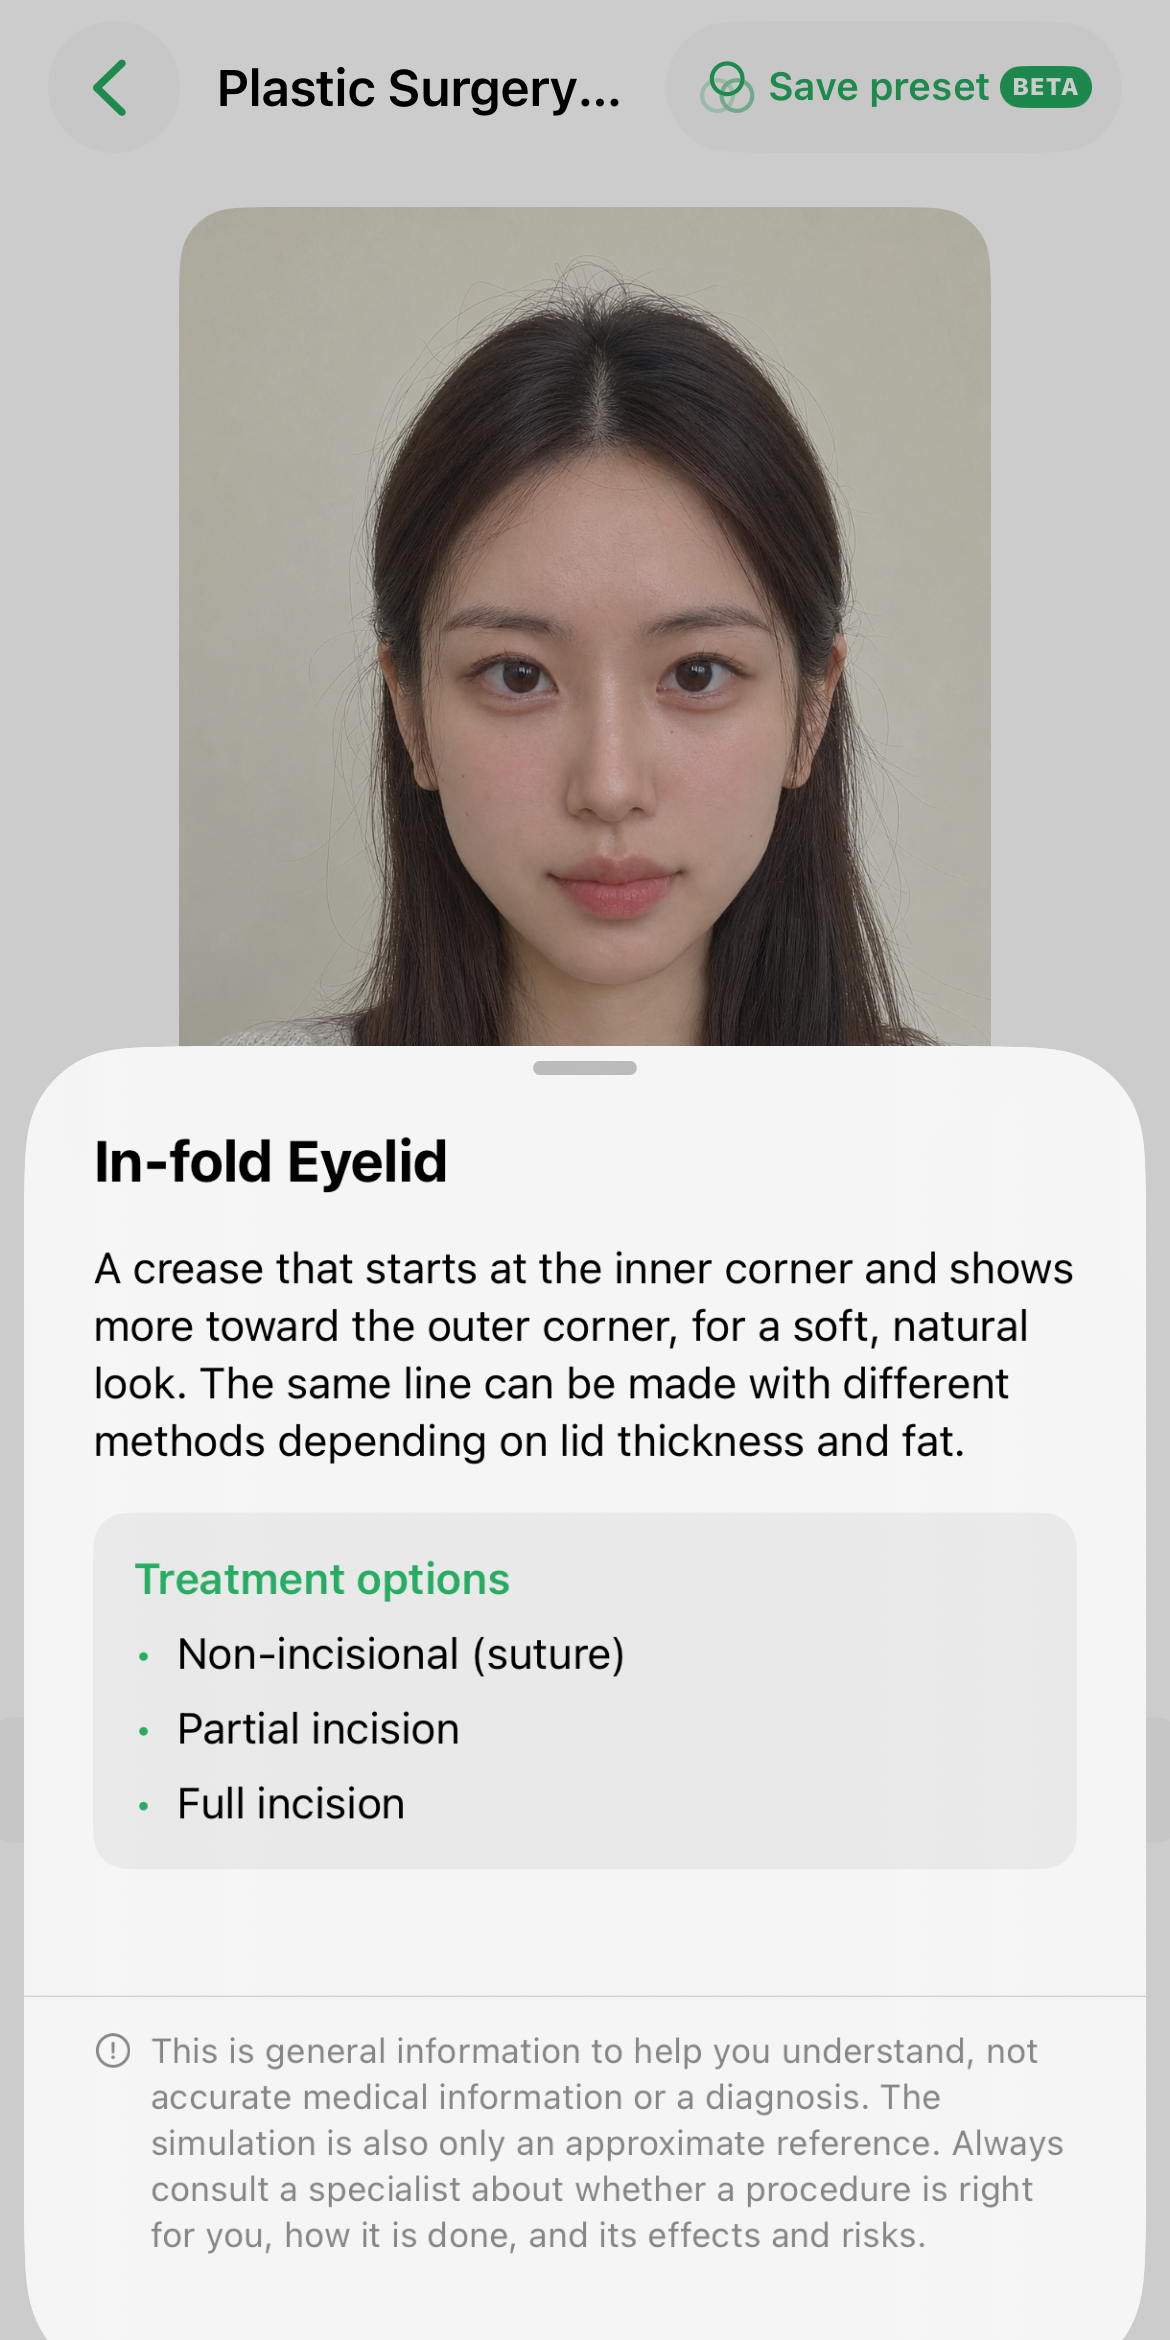 Plastic Surgery...
Save preset BETA
In-fold Eyelid
A crease that starts at the inner corner and shows
more toward the outer corner, for a soft, natural
look. The same line can be made with different
methods depending on lid thickness and fat.
Treatment options
• Non-incisional (suture)
• Partial incision
• Full incision
This is general information to help you understand, not
accurate medical information or a diagnosis. The
simulation is also only an approximate reference. Always
consult a specialist about whether a procedure is right
for you, how it is done, and its effects and risks.